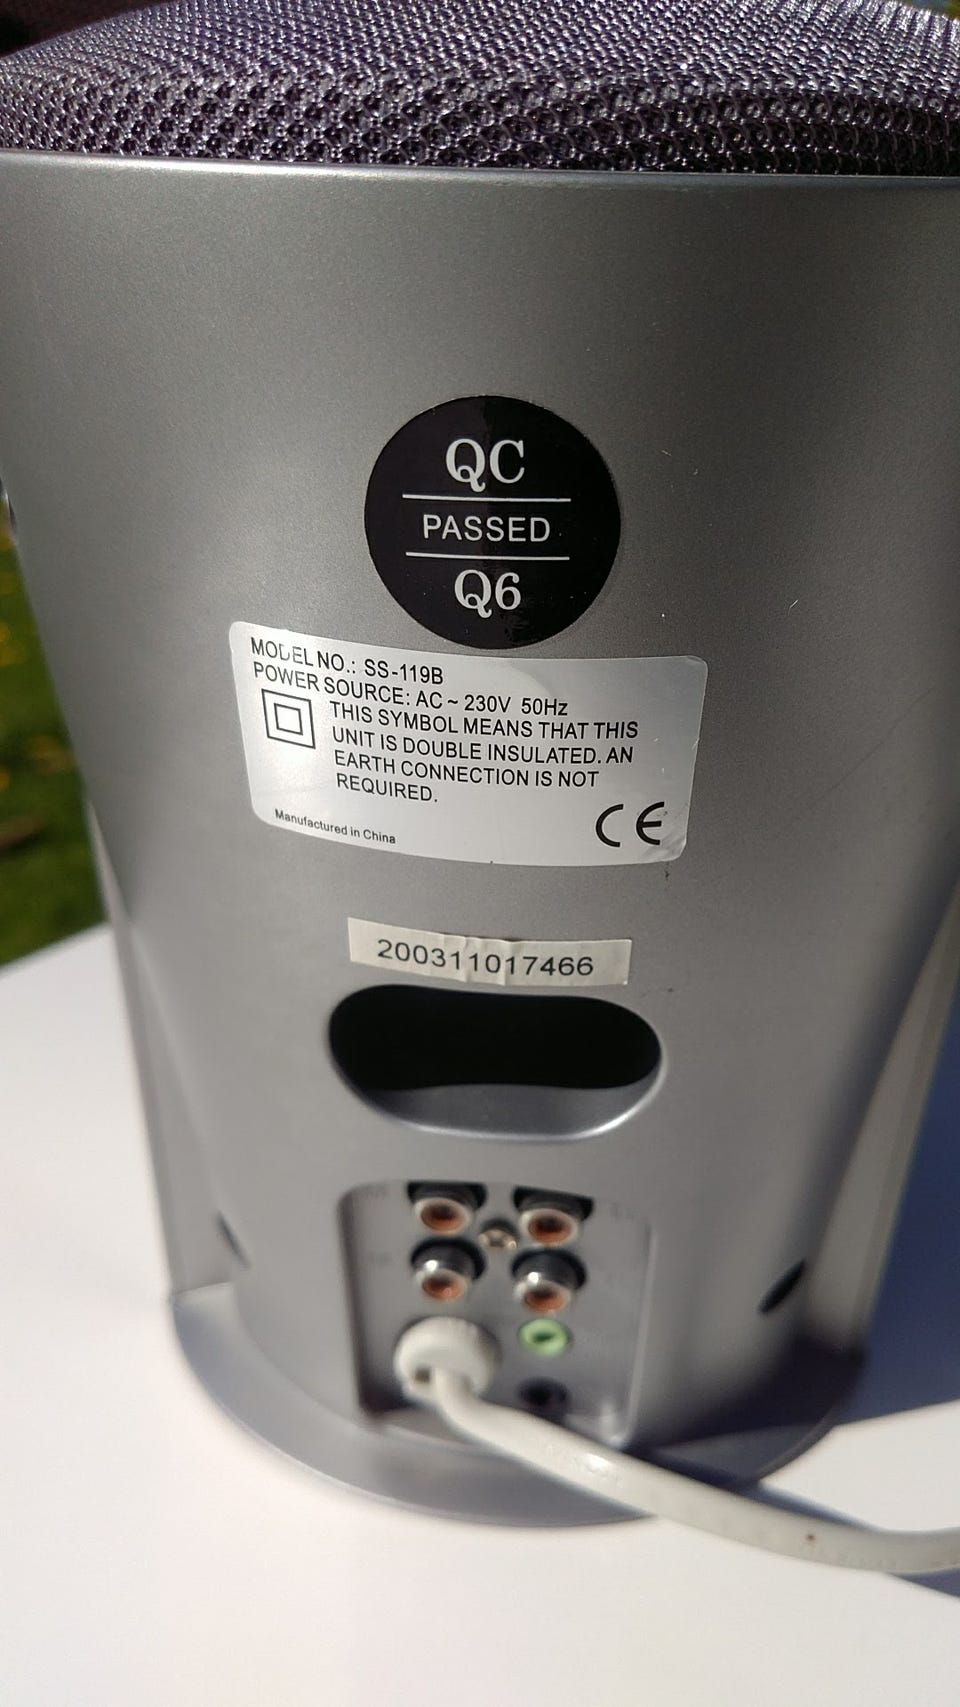 QC
PASSED
Q6
MODEL NO.: SS-119B
POWER SOURCE: AC ~ 230V 50Hz
THIS SYMBOL MEANS THAT THIS
UNIT IS DOUBLE INSULATED. AN
EARTH CONNECTION IS NOT
REQUIRED.
Manufactured in China
CE
200311017466